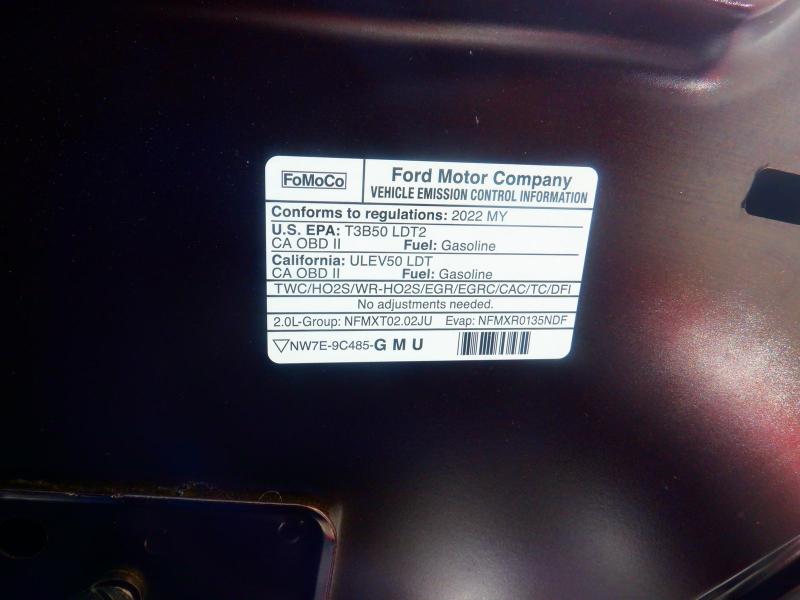 FoMoCo
Ford Motor Company
VEHICLE EMISSION CONTROL INFORMATION
Conforms to regulations: 2022 MY
U.S. EPA: T3B50 LDT2
CA OBD II Fuel: Gasoline
California: ULEV50 LDT
CA OBD II Fuel: Gasoline
TWC/HO2S/WR-HO2S/EGR/EGRC/CAC/TC/DFI
No adjustments needed.
2.0L-Group: NFMXT02.02JU Evap: NFMXR0135NDF
NW7E-9C485-G M U